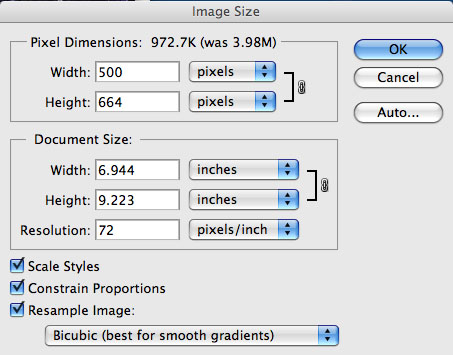 Image Size
Pixel Dimensions: 972.7K (was 3.98M)
Width: 500 pixels
Height: 664 pixels
OK
Cancel
Auto...
Document Size:
Width: 6.944 inches
Height: 9.223 inches
Resolution: 72 pixels/inch
Scale Styles
Constrain Proportions
Resample Image:
Bicubic (best for smooth gradients)